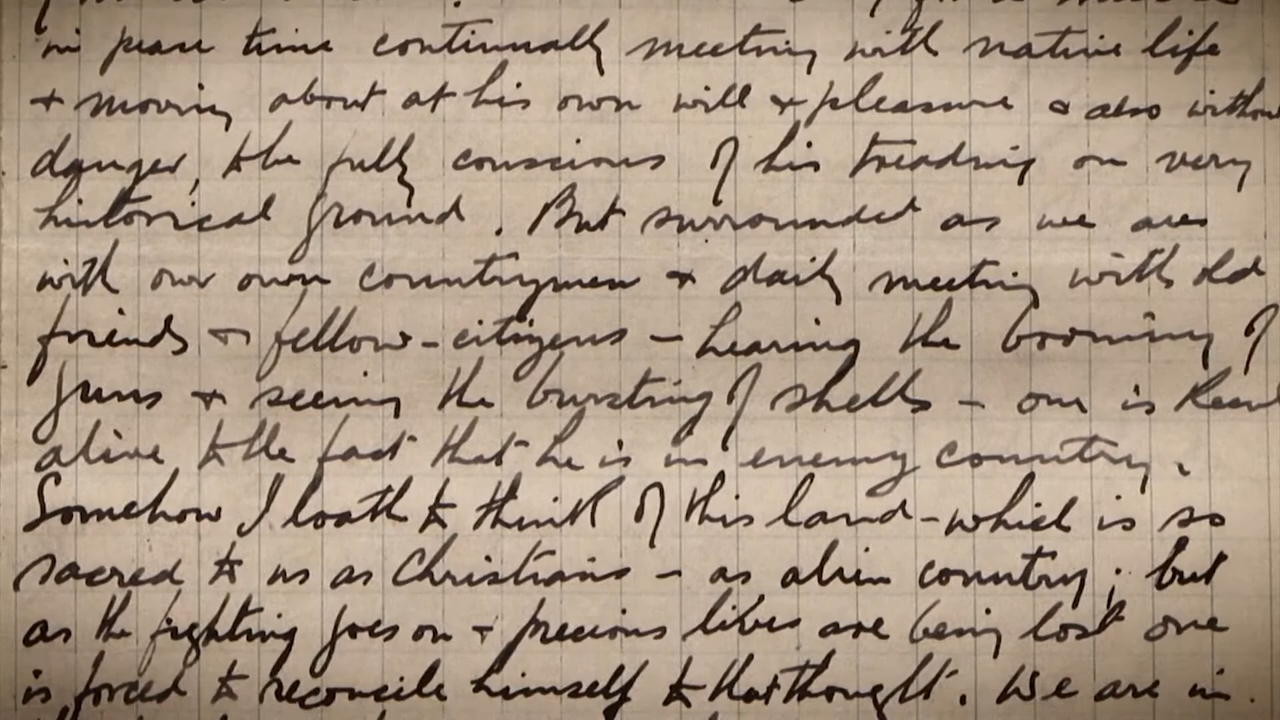 in peace time continually meeting with native life
+ moving about at his own will + pleasure + also without
danger, to be fully conscious of his treading on very
historical ground. But surrounded as we are
with our own countrymen + daily meeting with old
friends + fellow-citizens - hearing the booming of
guns + seeing the bursting of shells - one is
alive to the fact that he is in enemy country.
Somehow I loath to think of this land - which is so
sacred to us as Christians - as alien country; but
as the fighting goes on + precious lives are being lost one
is forced to reconcile himself to that thought. We are in